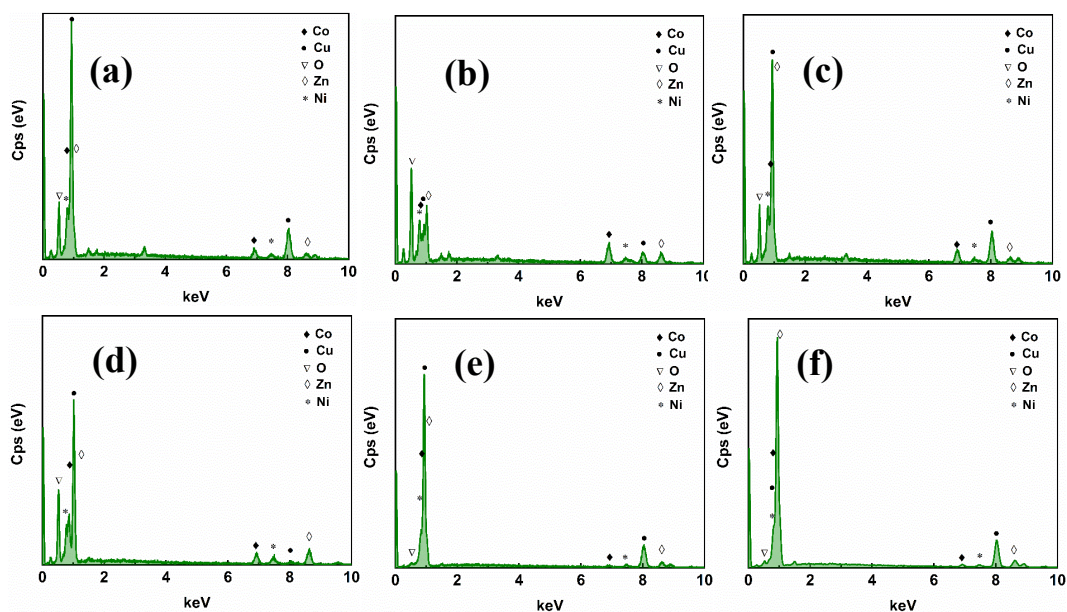 (a)
♦ Co
● Cu
▽ O
◊ Zn
* Ni
Cps (eV)
0 2 4 6 8 10
keV
(b)
♦ Co
● Cu
▽ O
◊ Zn
* Ni
Cps (eV)
0 2 4 6 8 10
keV
(c)
♦ Co
● Cu
▽ O
◊ Zn
* Ni
Cps (eV)
0 2 4 6 8 10
keV
(d)
♦ Co
● Cu
▽ O
◊ Zn
* Ni
Cps (eV)
0 2 4 6 8 10
keV
(e)
♦ Co
● Cu
▽ O
◊ Zn
* Ni
Cps (eV)
0 2 4 6 8 10
keV
(f)
♦ Co
● Cu
▽ O
◊ Zn
* Ni
Cps (eV)
0 2 4 6 8 10
keV